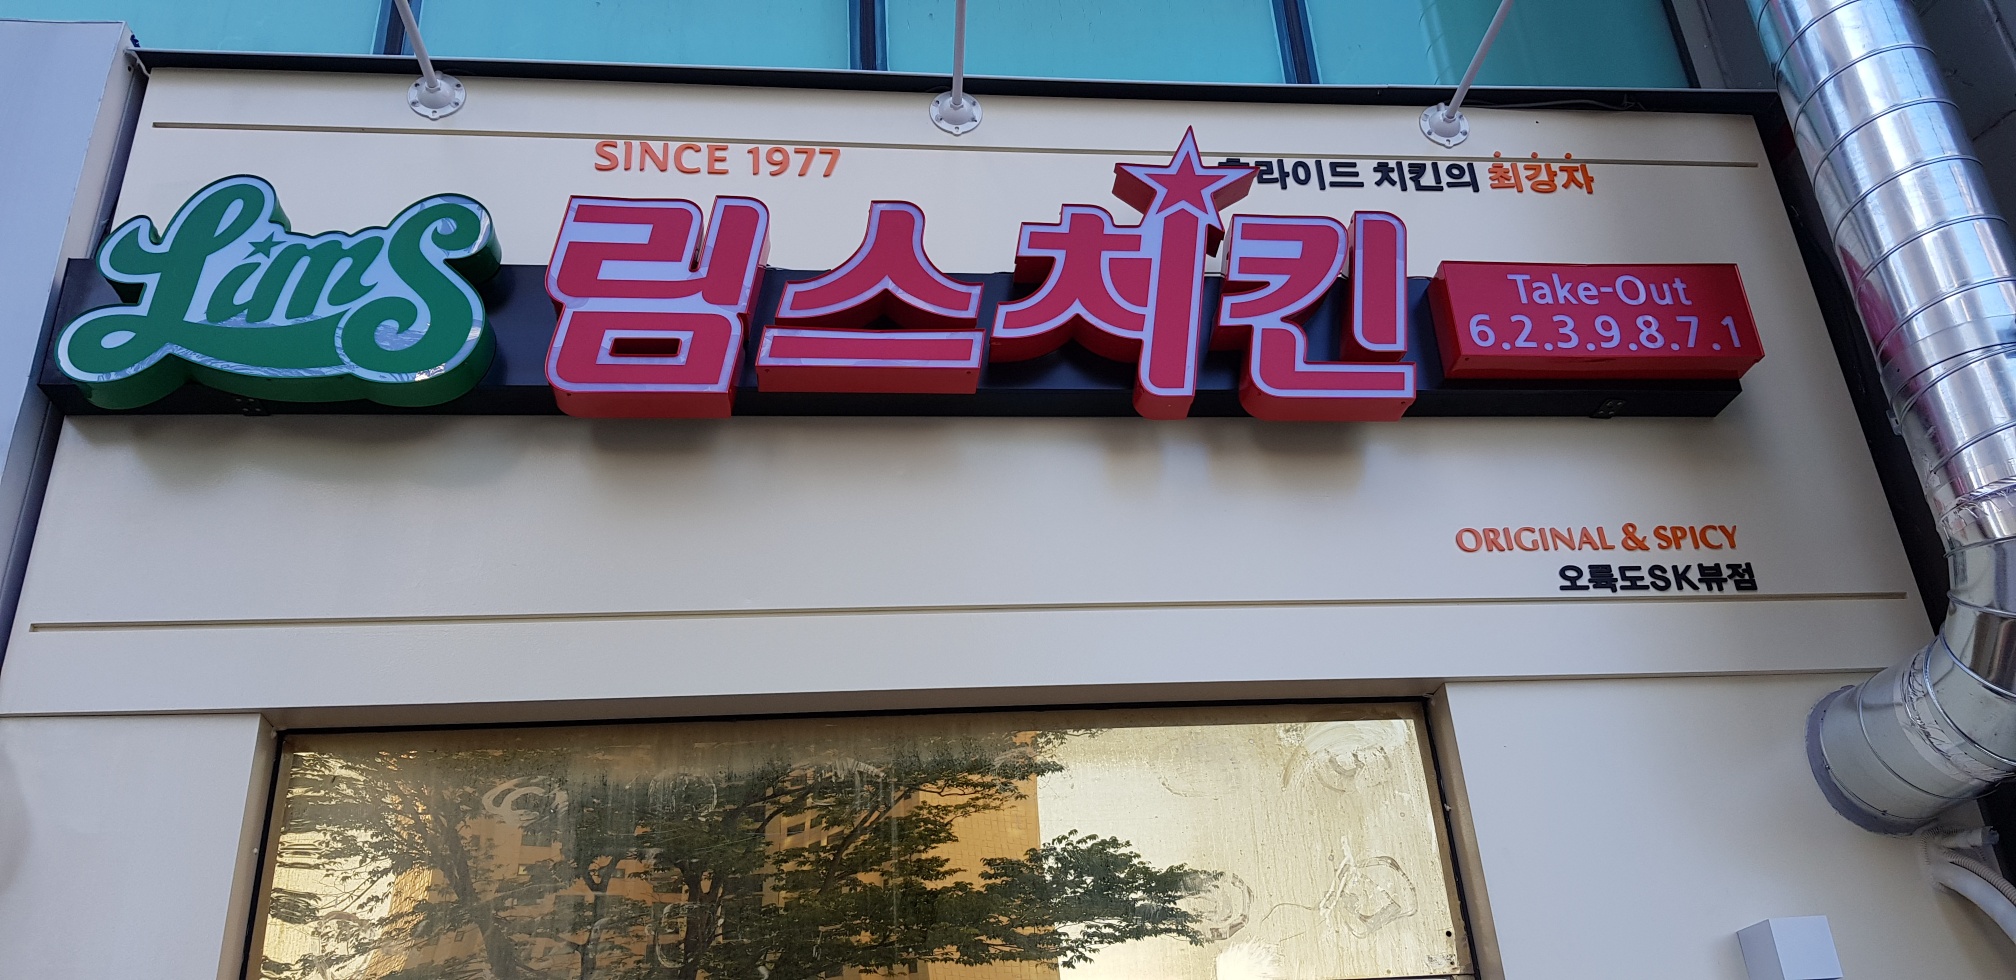 SINCE 1977
후라이드 치킨의 최강자
Lims 림스치킨
Take-Out
6.2.3.9.8.7.1
ORIGINAL & SPICY
오륙도SK뷰점